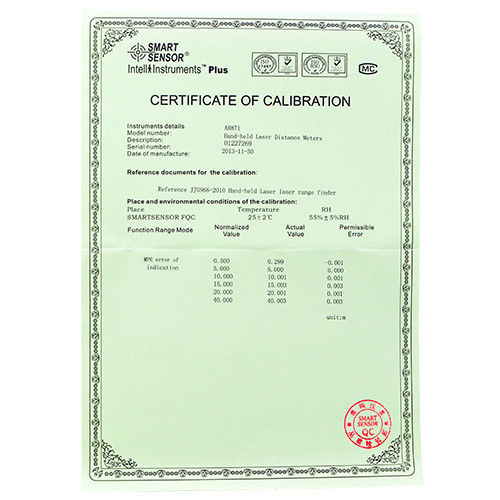 SMART
SENSOR®
Intell Instruments™ Plus
MC
CERTIFICATE OF CALIBRATION
Instruments details
Model number: AR871
Description: Hand-held Laser Distance Meters
Serial number: 01227269
Date of manufacture: 2013-11-30
Reference documents for the calibration:
Reference JJG966-2010 Hand-held Laser laser range finder
Place and environmental conditions of the calibration:
Place Temperature RH
SMARTSENSOR FQC 25±2℃ 55%±5%RH
Function Range Mode Normalized Value Actual Value Permissible Error
MPE error of indication
0.300 0.299 -0.001
5.000 5.000 0.000
10.000 10.001 0.001
15.000 15.003 0.003
20.000 20.001 0.001
40.000 40.003 0.003
unit:m
SMART
SENSOR
QC